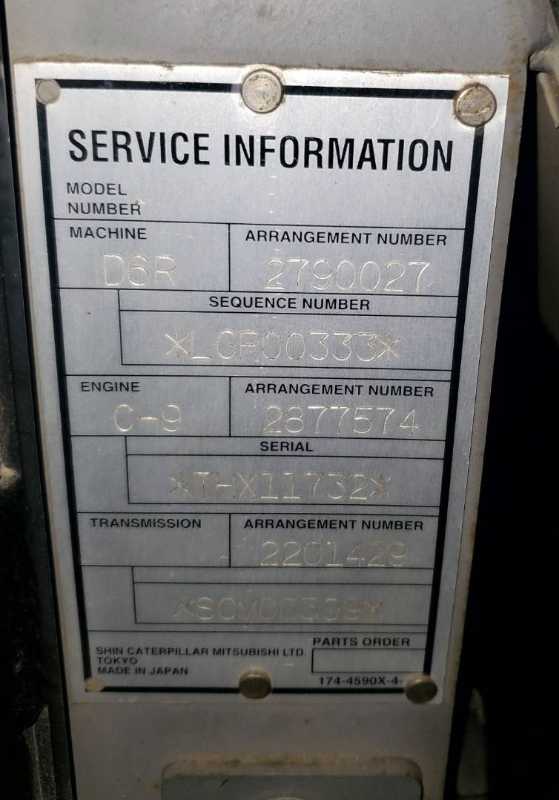 SERVICE INFORMATION
MODEL
NUMBER
MACHINE ARRANGEMENT NUMBER
D6R 2790027
SEQUENCE NUMBER
ENGINE ARRANGEMENT NUMBER
C-9 2877574
SERIAL
*THX11732*
TRANSMISSION ARRANGEMENT NUMBER
2201429
PARTS ORDER
SHIN CATERPILLAR MITSUBISHI LTD.
TOKYO
MADE IN JAPAN
174-4590X-4-